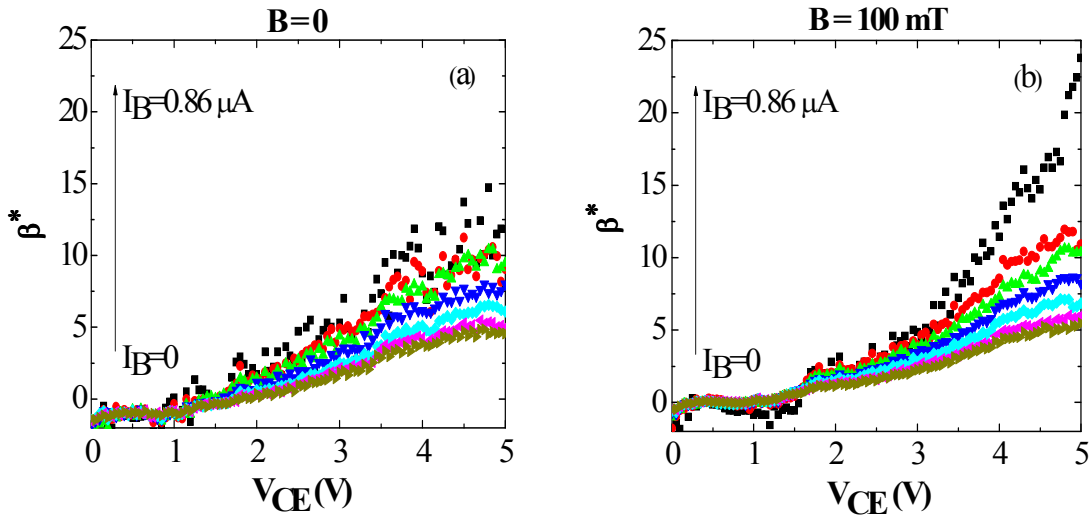 B = 0
25
20
15
10
5
0
(a)
I_B=0.86 μA
I_B=0
β*
0 1 2 3 4 5
V_CE (V)
B = 100 mT
25
20
15
10
5
0
(b)
I_B=0.86 μA
I_B=0
β*
0 1 2 3 4 5
V_CE (V)